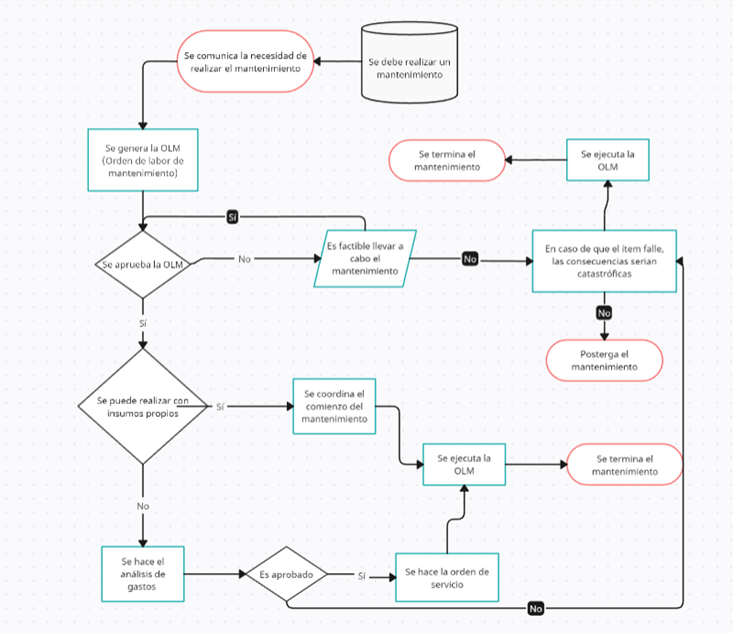 Se comunica la necesidad de
realizar el mantenimiento
Se debe realizar un
mantenimiento
Se genera la OLM
(Orden de labor de
mantenimiento)
Se termina el
mantenimiento
Se ejecuta la
OLM
Sí
Se aprueba la OLM
No
Es factible llevar a
cabo el
mantenimiento
No
En caso de que el ítem falle,
las consecuencias serian
catastróficas
Sí
No
Posterga el
mantenimiento
Se puede realizar con
insumos propios
Sí
Se coordina el
comienzo del
mantenimiento
Se ejecuta la
OLM
Se termina el
mantenimiento
No
Se hace el
análisis de
gastos
Es aprobado
Sí
Se hace la orden de
servicio
No